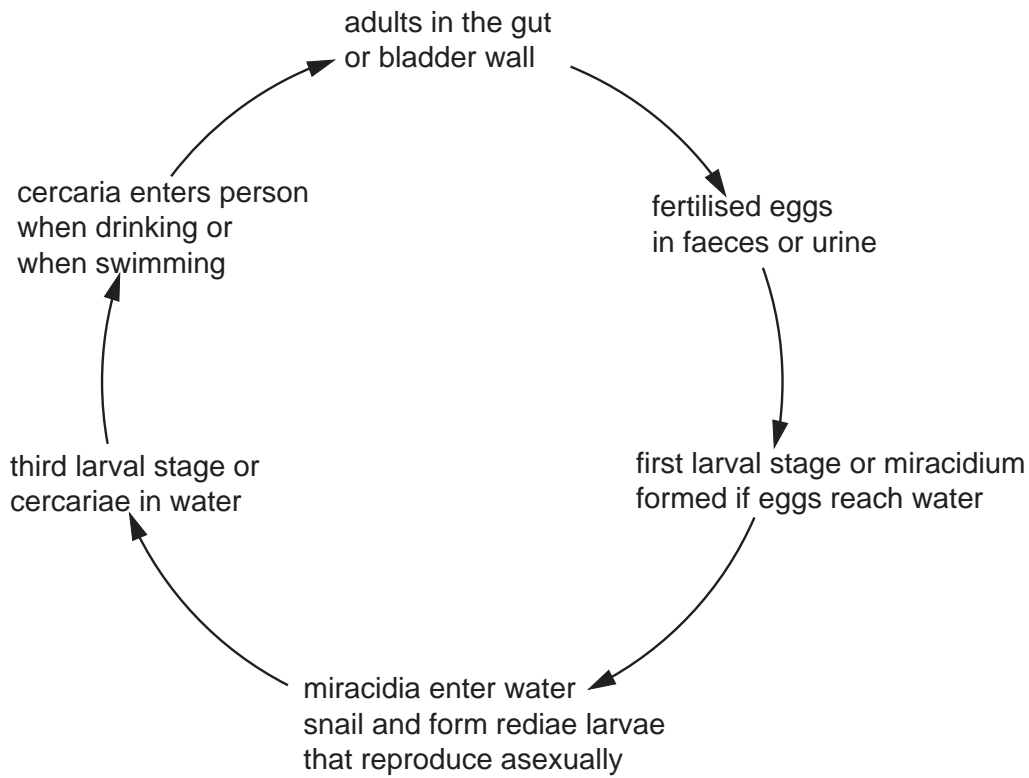 adults in the gut
or bladder wall
fertilised eggs
in faeces or urine
first larval stage or miracidium
formed if eggs reach water
miracidia enter water
snail and form rediae larvae
that reproduce asexually
third larval stage or
cercariae in water
cercaria enters person
when drinking or
when swimming